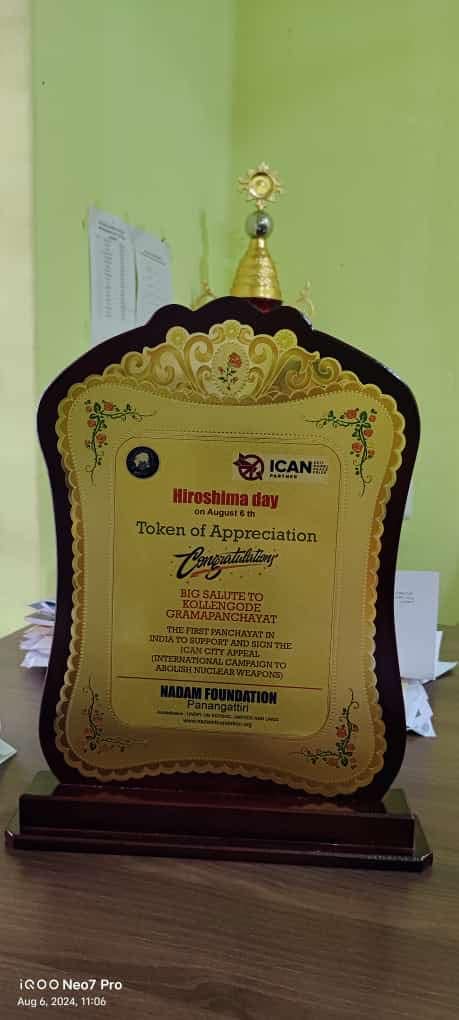 ICAN
PARTNER
Hiroshima day
on August 6 th
Token of Appreciation
Congratulations
BIG SALUTE TO
KOLLENGODE
GRAMAPANCHAYAT
THE FIRST PANCHAYAT IN
INDIA TO SUPPORT AND SIGN THE
ICAN CITY APPEAL
(INTERNATIONAL CAMPAIGN TO
ABOLISH NUCLEAR WEAPONS)
NADAM FOUNDATION
Panangattiri
iQOO Neo7 Pro
Aug 6, 2024, 11:06